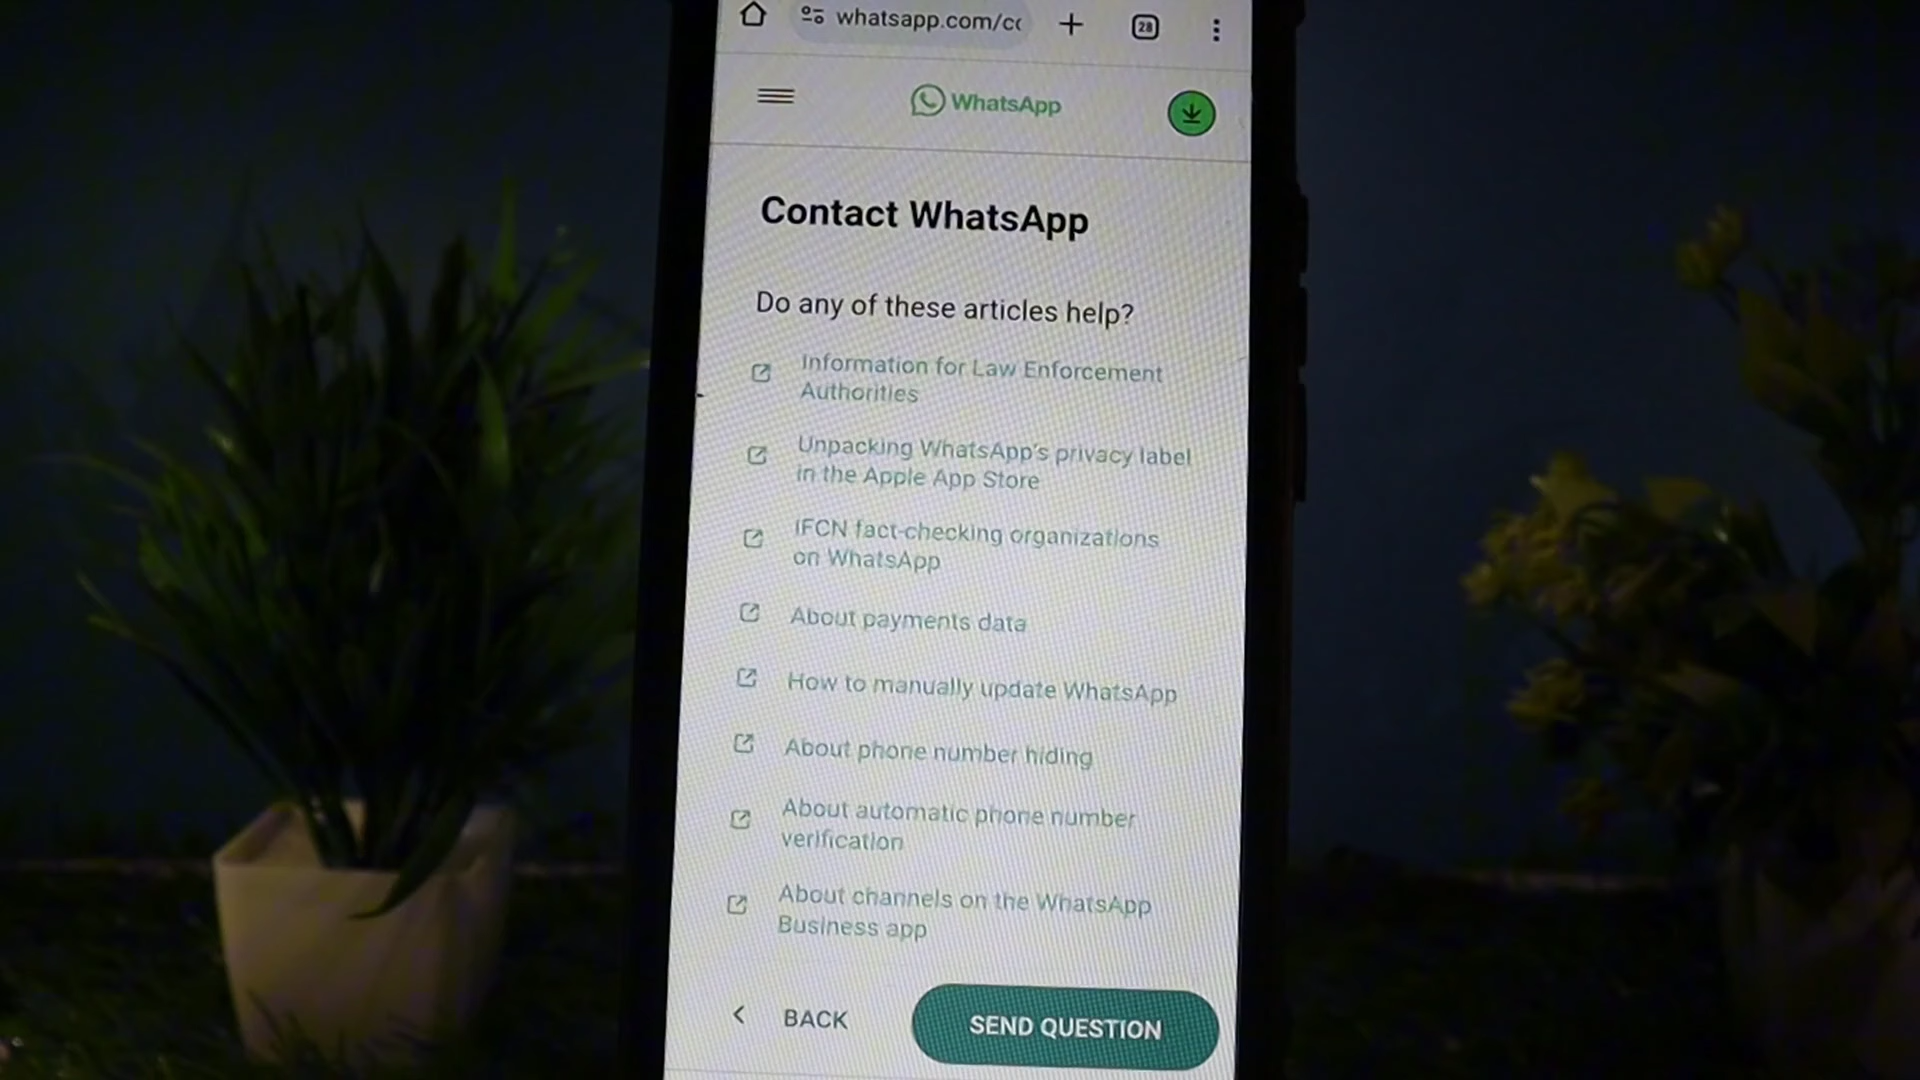 whatsapp.com/co
28
WhatsApp
Contact WhatsApp
Do any of these articles help?
Information for Law Enforcement
Authorities
Unpacking WhatsApp's privacy label
in the Apple App Store
IFCN fact-checking organizations
on WhatsApp
About payments data
How to manually update WhatsApp
About phone number hiding
About automatic phone number
verification
About channels on the WhatsApp
Business app
BACK
SEND QUESTION